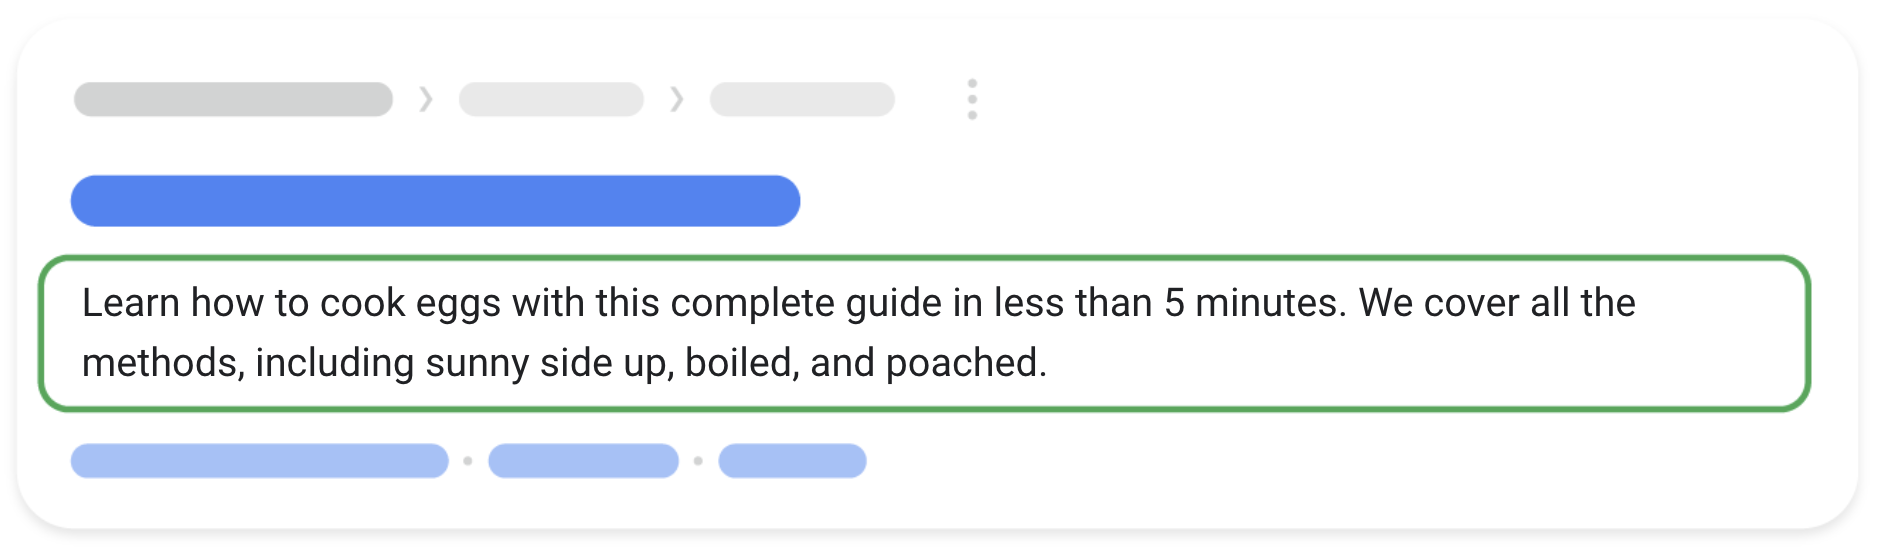 Learn how to cook eggs with this complete guide in less than 5 minutes. We cover all the
methods, including sunny side up, boiled, and poached.